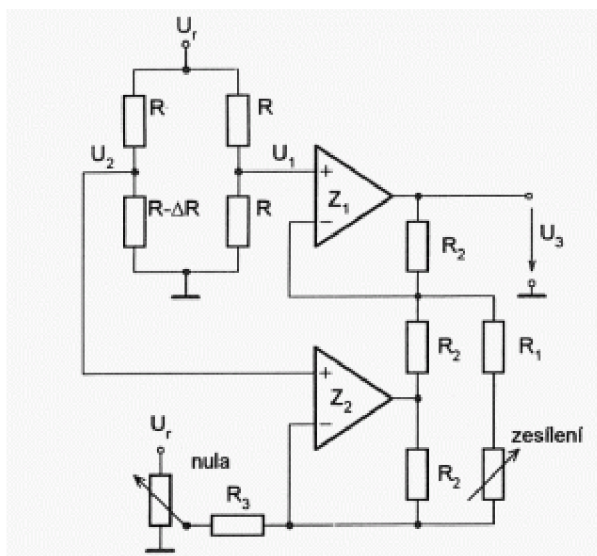 Uᵣ
R
R
U₂
U₁
R-ΔR
R
+
Z₁
−
R₂
U₃
R₂
R₁
+
Z₂
−
Uᵣ
nula
R₃
R₂
zesílení